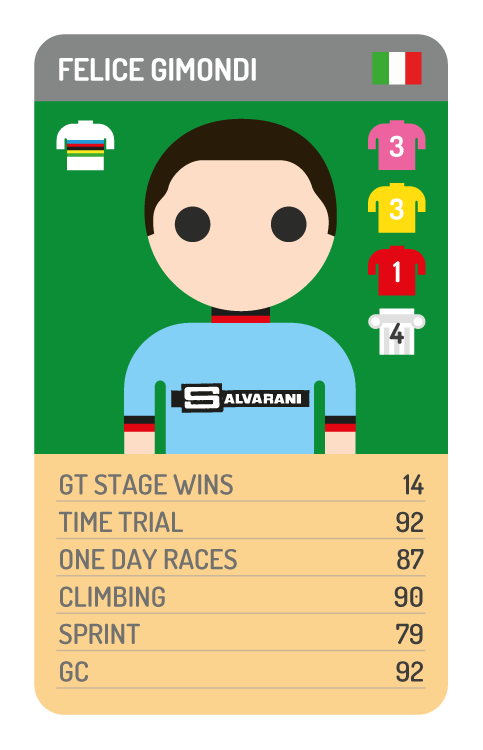 FELICE GIMONDI
3
3
1
4
SALVARANI
GT STAGE WINS 14
TIME TRIAL 92
ONE DAY RACES 87
CLIMBING 90
SPRINT 79
GC 92